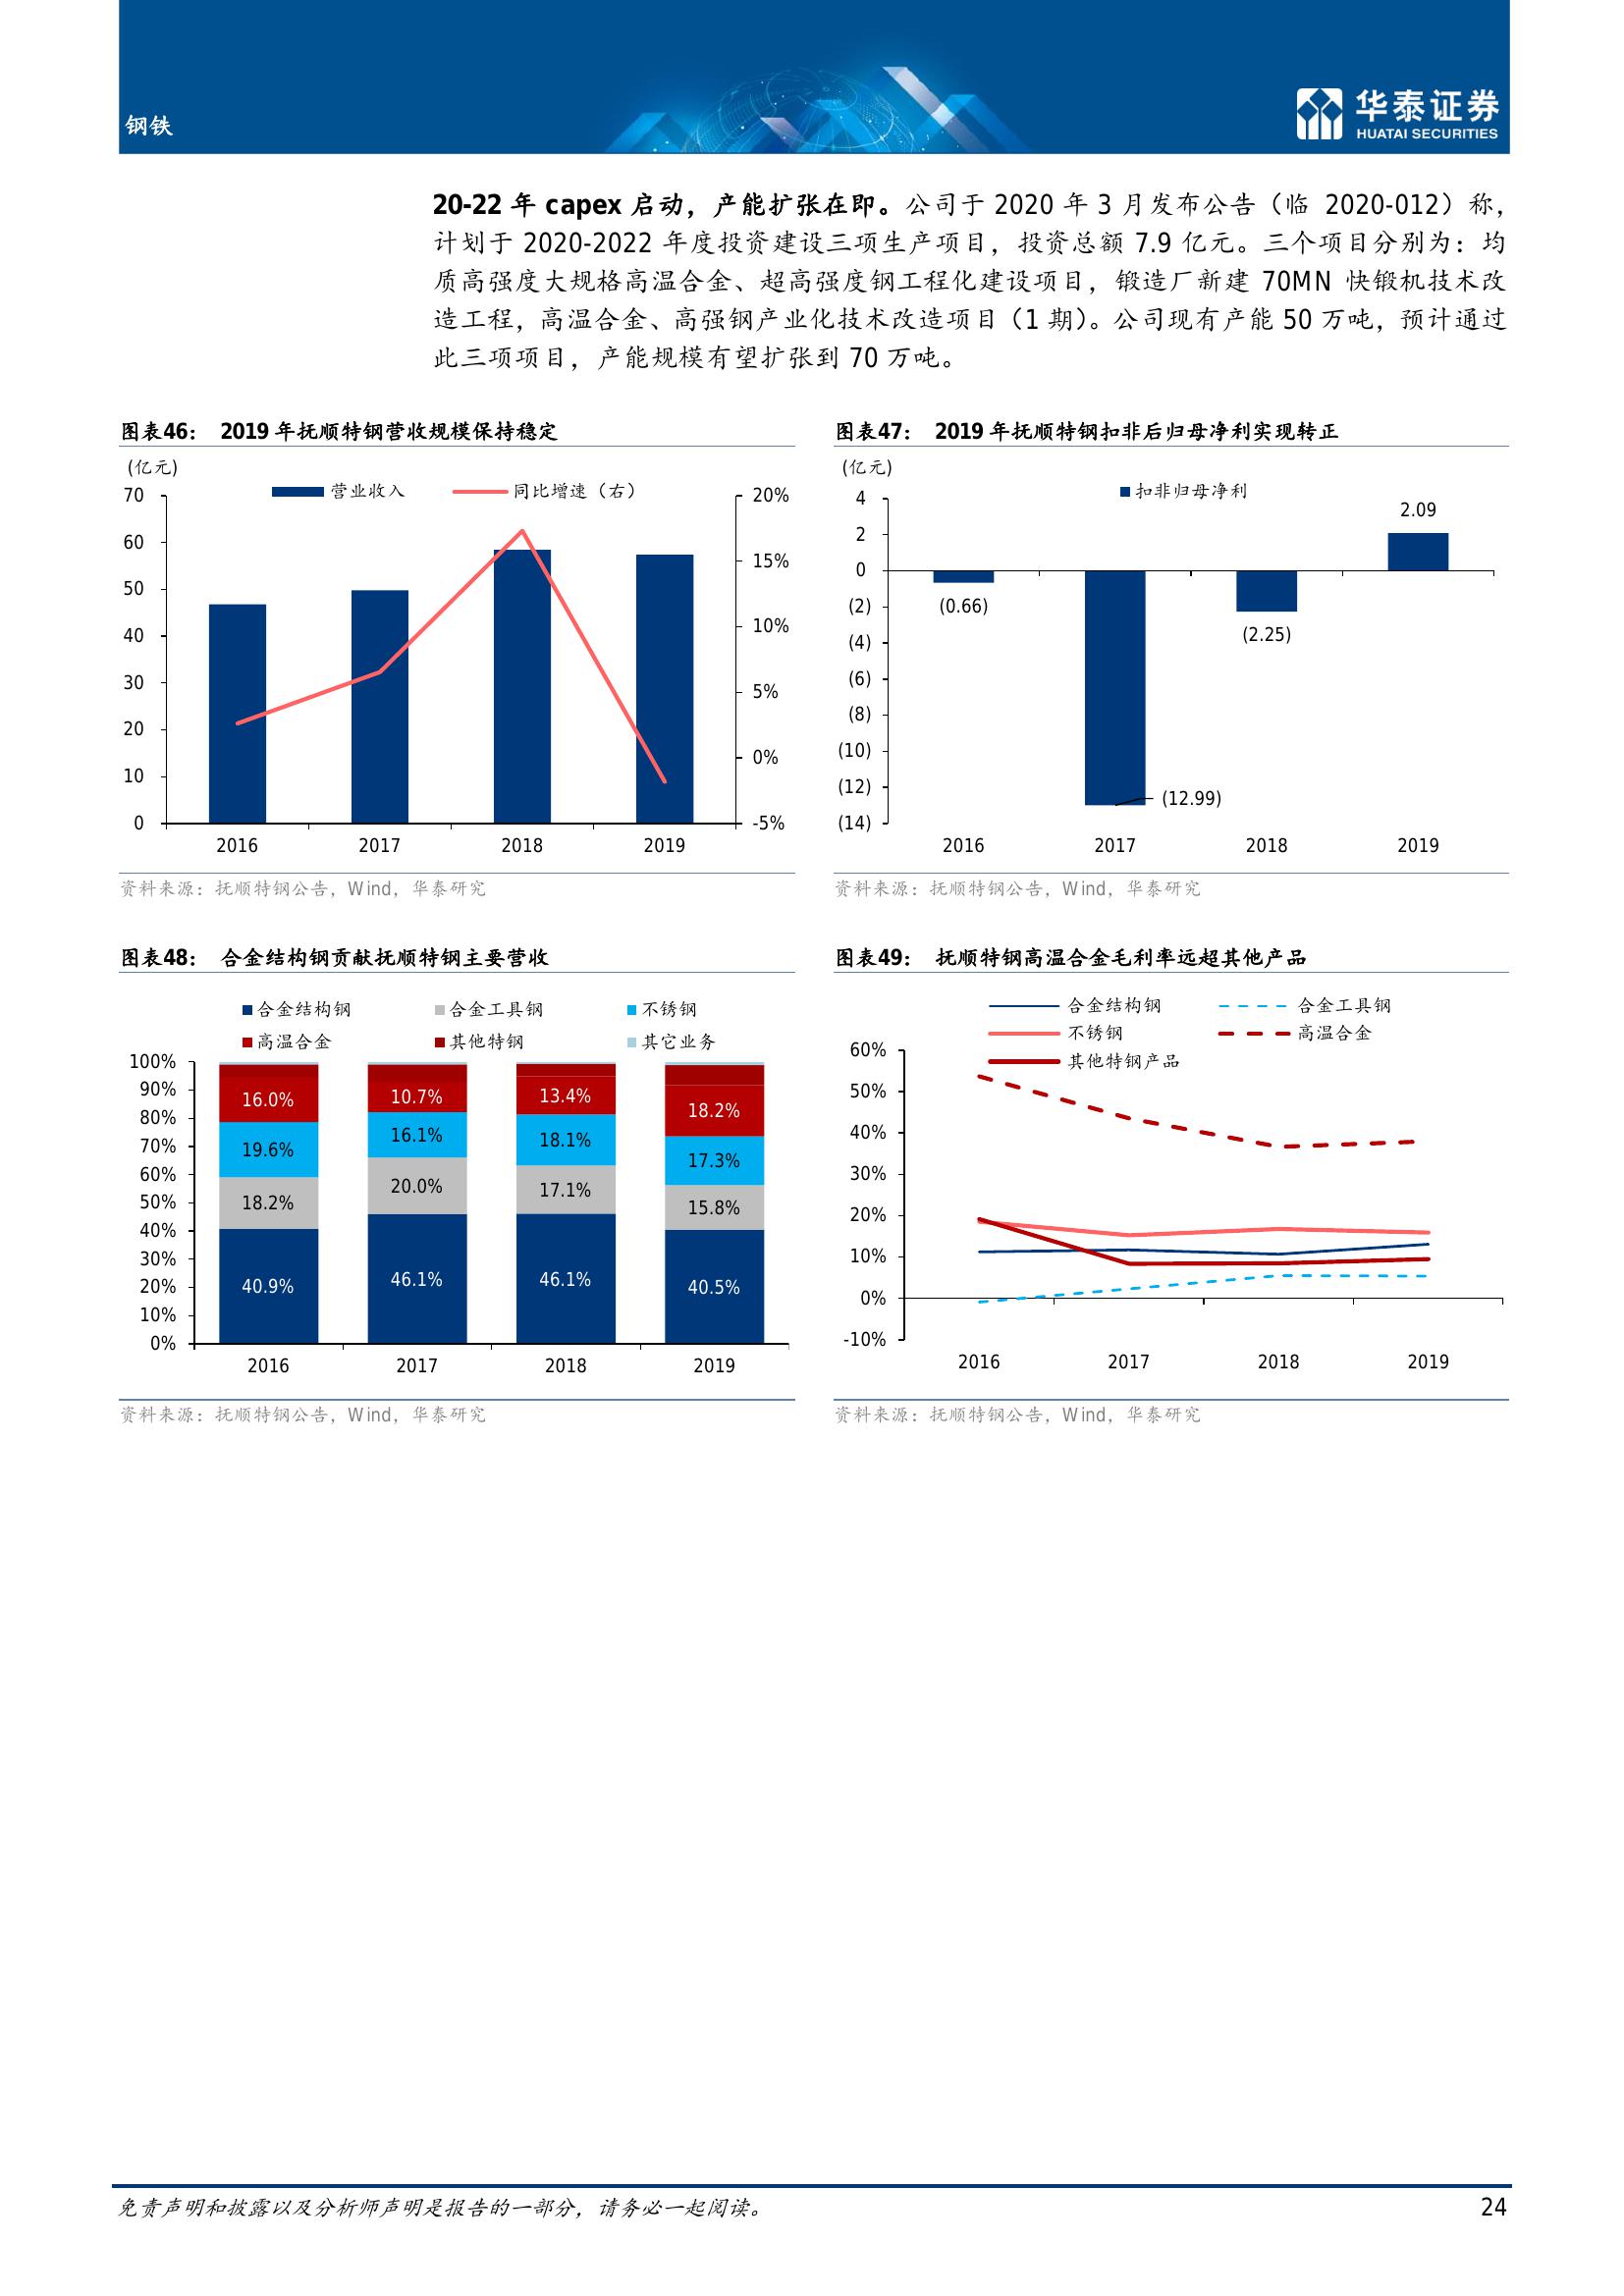 钢铁
华泰证券
HUATAI SECURITIES
20-22 年 capex 启动，产能扩张在即。公司于 2020 年 3 月发布公告（临 2020-012）称，
计划于 2020-2022 年度投资建设三项生产项目，投资总额 7.9 亿元。三个项目分别为：均
质高强度大规格高温合金、超高强度钢工程化建设项目，锻造厂新建 70MN 快锻机技术改
造工程，高温合金、高强钢产业化技术改造项目（1 期）。公司现有产能 50 万吨，预计通过
此三项项目，产能规模有望扩张到 70 万吨。
图表46： 2019 年抚顺特钢营收规模保持稳定
(亿元)
营业收入 同比增速（右）
70
60
50
40
30
20
10
0
20%
15%
10%
5%
0%
-5%
2016 2017 2018 2019
资料来源：抚顺特钢公告，Wind，华泰研究
图表47： 2019 年抚顺特钢扣非后归母净利实现转正
(亿元)
扣非归母净利
4
2
0
(2)
(4)
(6)
(8)
(10)
(12)
(14)
(0.66)
(12.99)
(2.25)
2.09
2016 2017 2018 2019
资料来源：抚顺特钢公告，Wind，华泰研究
图表48： 合金结构钢贡献抚顺特钢主要营收
合金结构钢 合金工具钢 不锈钢
高温合金 其他特钢 其它业务
100%
90%
80%
70%
60%
50%
40%
30%
20%
10%
0%
16.0% 10.7% 13.4% 18.2%
19.6% 16.1% 18.1% 17.3%
18.2% 20.0% 17.1% 15.8%
40.9% 46.1% 46.1% 40.5%
2016 2017 2018 2019
资料来源：抚顺特钢公告，Wind，华泰研究
图表49： 抚顺特钢高温合金毛利率远超其他产品
合金结构钢 合金工具钢
不锈钢 高温合金
其他特钢产品
60%
50%
40%
30%
20%
10%
0%
-10%
2016 2017 2018 2019
资料来源：抚顺特钢公告，Wind，华泰研究
免责声明和披露以及分析师声明是报告的一部分，请务必一起阅读。 24